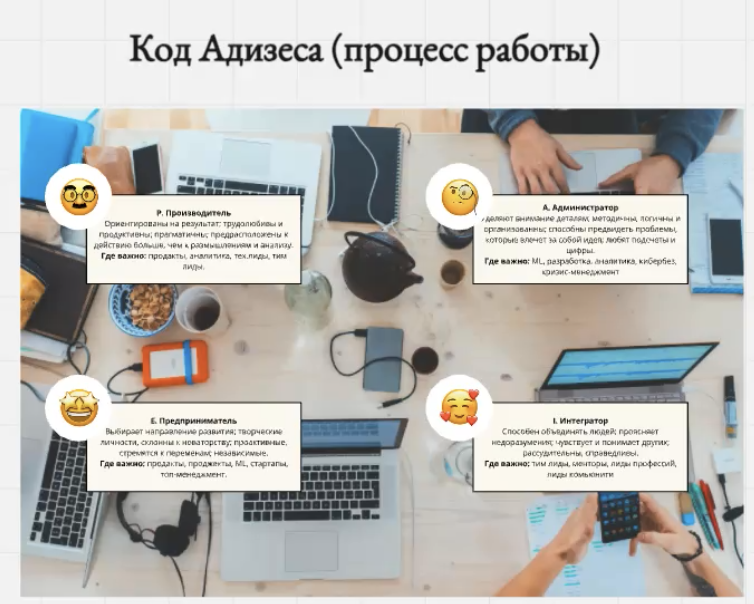 Код Адизеса (процесс работы)
P. Производитель
Ориентированы на результат; трудолюбивы и
продуктивны; прагматичны; предрасположены к
действию больше, чем к размышлениям и анализу.
Где важно: продакты, аналитика, тех.лиды, тим
лиды.
A. Администратор
деляют внимание деталям; методичны, логичны и
организованны; способны предвидеть проблемы,
которые влечет за собой идея; любят подсчеты и
цифры.
Где важно: ML, разработка, аналитика, кибербез,
кризис-менеджмент
E. Предприниматель
Выбирает направление развития; творческие
личности, склонны к новаторству; проактивные,
стремятся к переменам; независимые.
Где важно: продакты, проджекты, ML, стартапы,
топ-менеджмент.
I. Интегратор
Способен объединять людей; проясняет
недоразумения; чувствует и понимает других;
рассудительны, справедливы.
Где важно: тим лиды, менторы, лиды профессий,
лиды комьюнити